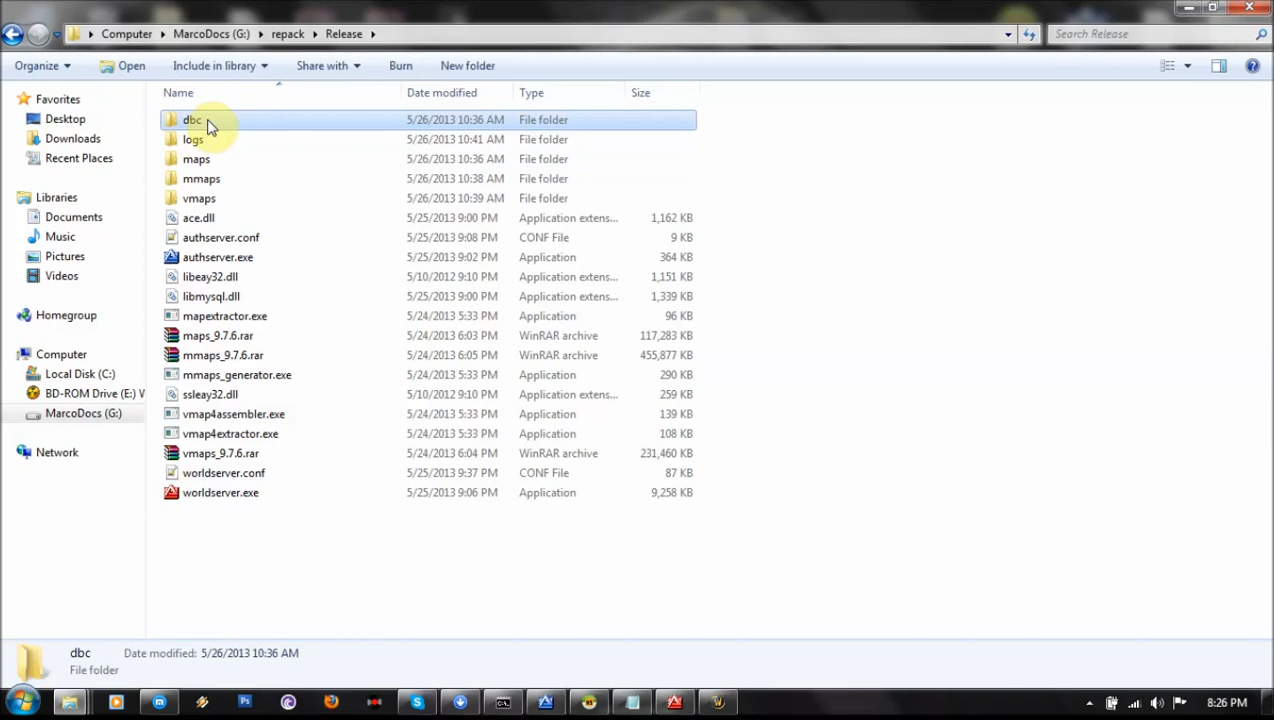 Computer MarcoDocs (G:) repack Release
Search Release
Organize Open Include in library Share with Burn New folder
Name Date modified Type Size
Favorites
Desktop
Downloads
Recent Places
Libraries
Documents
Music
Pictures
Videos
Homegroup
Computer
Local Disk (C:)
BD-ROM Drive (E:) W
MarcoDocs (G:)
Network
dbc 5/26/2013 10:36 AM File folder
logs 5/26/2013 10:41 AM File folder
maps 5/26/2013 10:36 AM File folder
mmaps 5/26/2013 10:38 AM File folder
vmaps 5/26/2013 10:39 AM File folder
ace.dll 5/25/2013 9:00 PM Application extens... 1,162 KB
authserver.conf 5/25/2013 9:08 PM CONF File 9 KB
authserver.exe 5/25/2013 9:02 PM Application 364 KB
libeay32.dll 5/10/2012 9:10 PM Application extens... 1,151 KB
libmysql.dll 5/25/2013 9:00 PM Application extens... 1,339 KB
mapextractor.exe 5/24/2013 5:33 PM Application 96 KB
maps_9.7.6.rar 5/24/2013 6:03 PM WinRAR archive 117,283 KB
mmaps_9.7.6.rar 5/24/2013 6:05 PM WinRAR archive 455,877 KB
mmaps_generator.exe 5/24/2013 5:33 PM Application 290 KB
ssleay32.dll 5/10/2012 9:10 PM Application extens... 259 KB
vmap4assembler.exe 5/24/2013 5:33 PM Application 139 KB
vmap4extractor.exe 5/24/2013 5:33 PM Application 108 KB
vmaps_9.7.6.rar 5/24/2013 6:04 PM WinRAR archive 231,460 KB
worldserver.conf 5/25/2013 9:37 PM CONF File 87 KB
worldserver.exe 5/25/2013 9:06 PM Application 9,258 KB
dbc Date modified: 5/26/2013 10:36 AM
File folder
8:26 PM